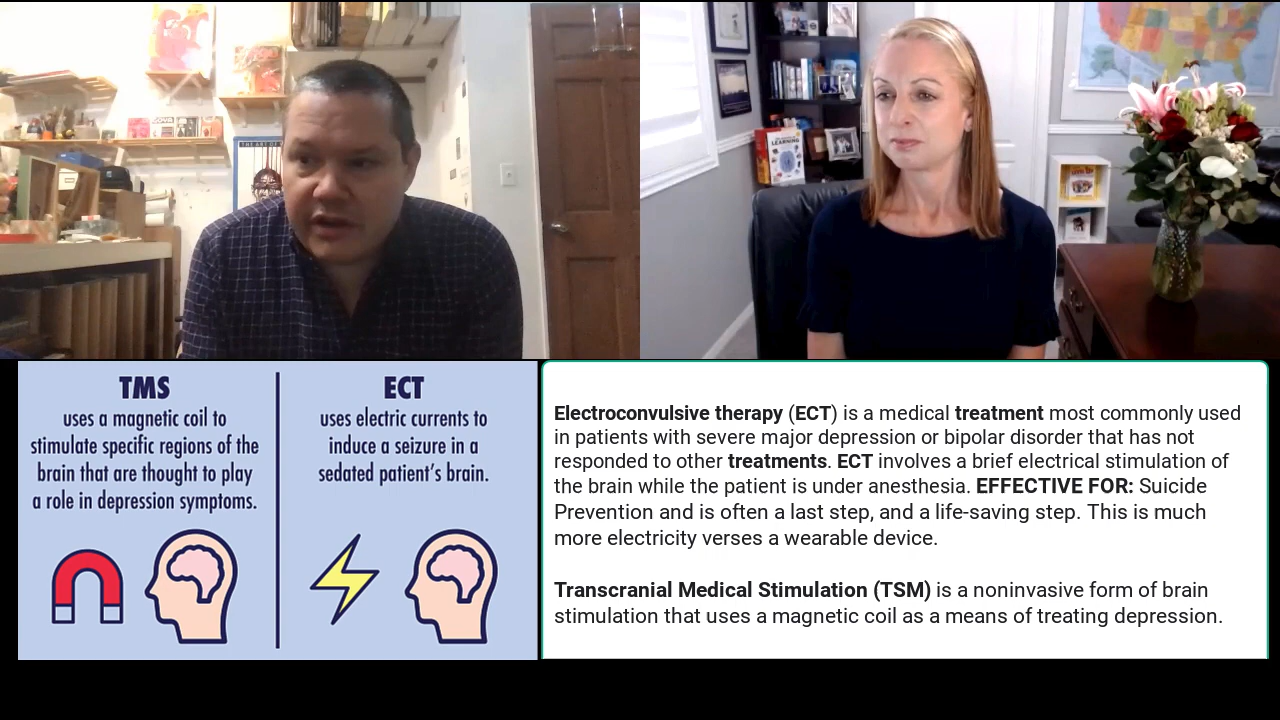 THE ART OF
LEARNING
TMS
uses a magnetic coil to
stimulate specific regions of the
brain that are thought to play
a role in depression symptoms.
ECT
uses electric currents to
induce a seizure in a
sedated patient's brain.
Electroconvulsive therapy (ECT) is a medical treatment most commonly used
in patients with severe major depression or bipolar disorder that has not
responded to other treatments. ECT involves a brief electrical stimulation of
the brain while the patient is under anesthesia. EFFECTIVE FOR: Suicide
Prevention and is often a last step, and a life-saving step. This is much
more electricity verses a wearable device.
Transcranial Medical Stimulation (TSM) is a noninvasive form of brain
stimulation that uses a magnetic coil as a means of treating depression.